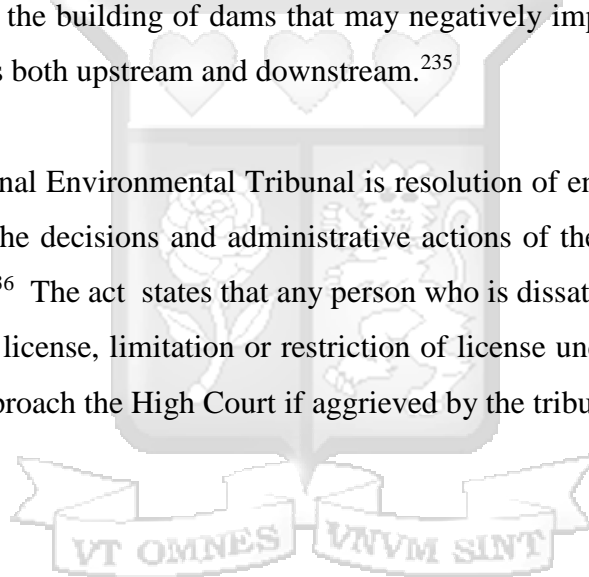 the building of dams that may negatively imp
s both upstream and downstream.235
nal Environmental Tribunal is resolution of en
he decisions and administrative actions of the
36 The act states that any person who is dissat
license, limitation or restriction of license un
proach the High Court if aggrieved by the tribu
VT OMNES VNVM SINT